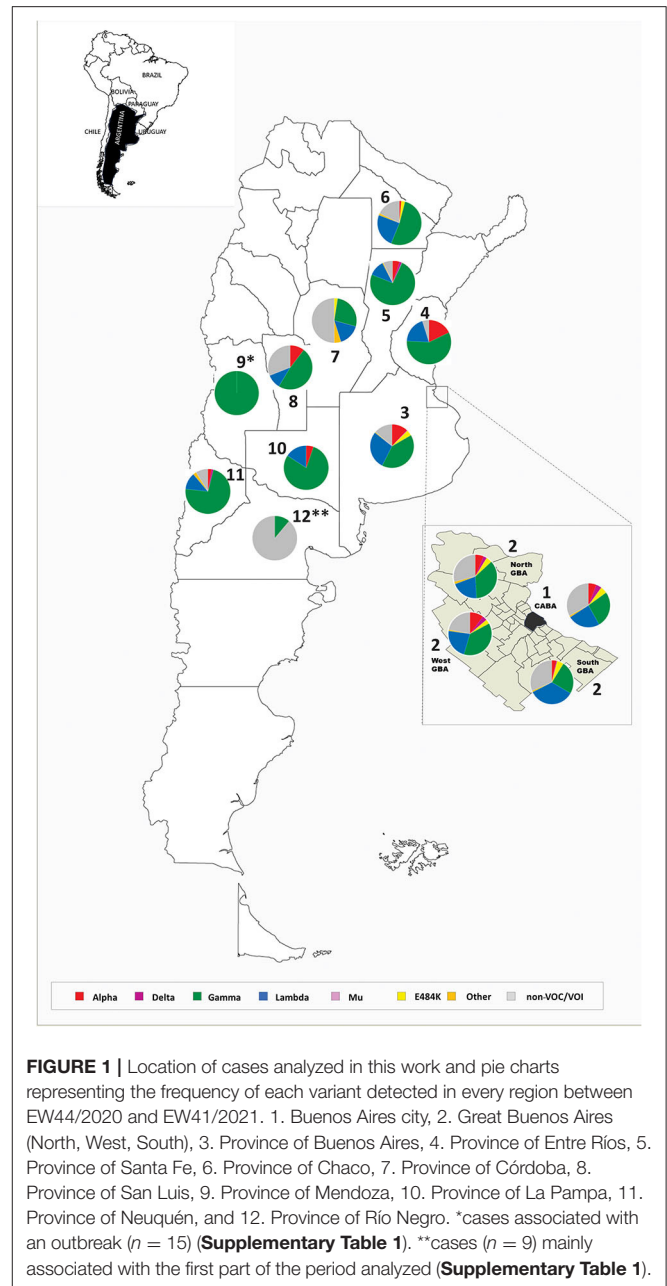 BRAZIL
BOLIVIA
PARAGUAY
CHILE
ARGENTINA
URUGUAY
6
5
4
7
9*
8
3
10
11
12**
2
North
GBA
1
CABA
2
West
GBA
South
GBA
2
Alpha Delta Gamma Lambda Mu E484K Other non-VOC/VOI
FIGURE 1 | Location of cases analyzed in this work and pie charts
representing the frequency of each variant detected in every region between
EW44/2020 and EW41/2021. 1. Buenos Aires city, 2. Great Buenos Aires
(North, West, South), 3. Province of Buenos Aires, 4. Province of Entre Ríos, 5.
Province of Santa Fe, 6. Province of Chaco, 7. Province of Córdoba, 8.
Province of San Luis, 9. Province of Mendoza, 10. Province of La Pampa, 11.
Province of Neuquén, and 12. Province of Río Negro. *cases associated with
an outbreak (n = 15) (Supplementary Table 1). **cases (n = 9) mainly
associated with the first part of the period analyzed (Supplementary Table 1).